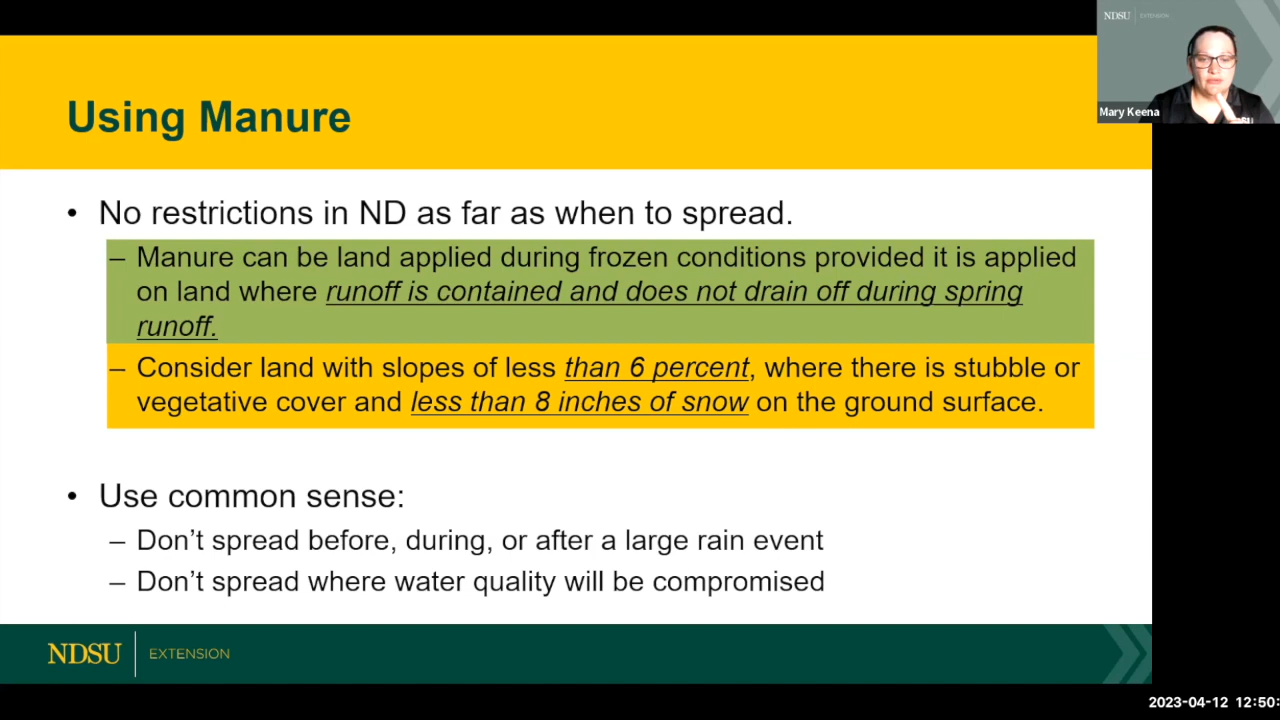 NDSU EXTENSION
Mary Keena
NDSU
Using Manure
• No restrictions in ND as far as when to spread.
– Manure can be land applied during frozen conditions provided it is applied
on land where runoff is contained and does not drain off during spring
runoff.
– Consider land with slopes of less than 6 percent, where there is stubble or
vegetative cover and less than 8 inches of snow on the ground surface.
• Use common sense:
– Don’t spread before, during, or after a large rain event
– Don’t spread where water quality will be compromised
NDSU EXTENSION
2023-04-12 12:50: